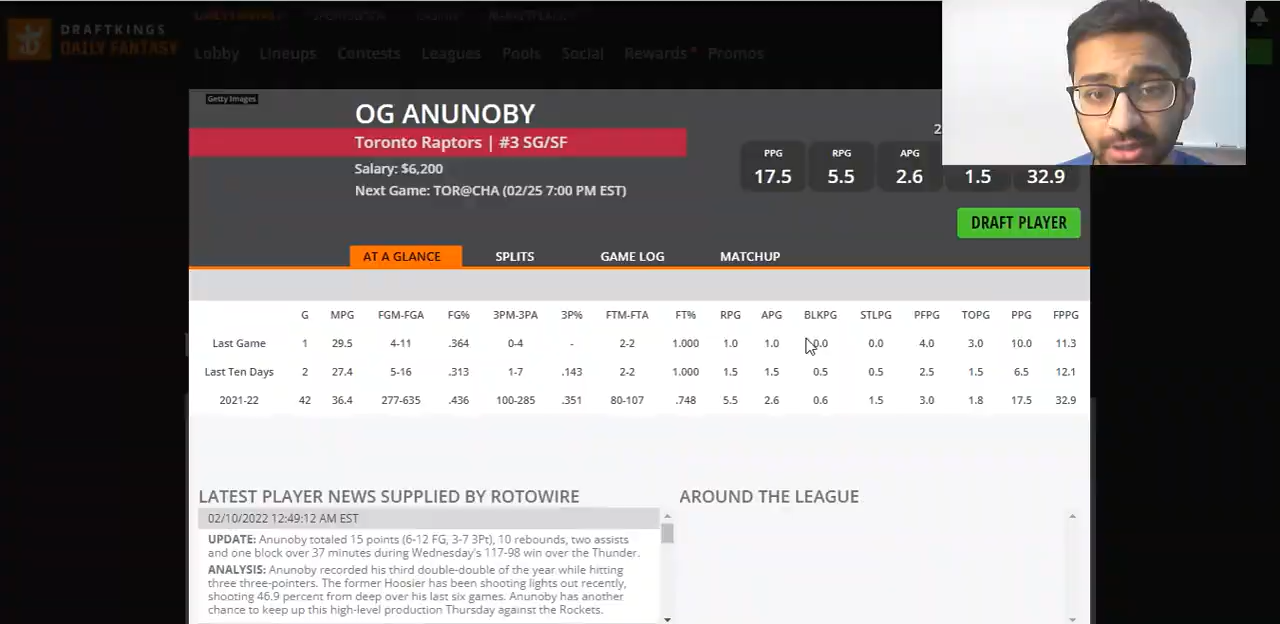 DRAFTKINGS
DAILY FANTASY
Lobby Lineups Contests Leagues Pools Social Rewards Promos
Getty Images
OG ANUNOBY
Toronto Raptors | #3 SG/SF
Salary: $6,200
Next Game: TOR@CHA (02/25 7:00 PM EST)
2
PPG RPG APG
17.5 5.5 2.6 1.5 32.9
DRAFT PLAYER
AT A GLANCE SPLITS GAME LOG MATCHUP
G MPG FGM-FGA FG% 3PM-3PA 3P% FTM-FTA FT% RPG APG BLKPG STLPG PFPG TOPG PPG FPPG
Last Game 1 29.5 4-11 .364 0-4 - 2-2 1.000 1.0 1.0 0.0 0.0 4.0 3.0 10.0 11.3
Last Ten Days 2 27.4 5-16 .313 1-7 .143 2-2 1.000 1.5 1.5 0.5 0.5 2.5 1.5 6.5 12.1
2021-22 42 36.4 277-635 .436 100-285 .351 80-107 .748 5.5 2.6 0.6 1.5 3.0 1.8 17.5 32.9
LATEST PLAYER NEWS SUPPLIED BY ROTOWIRE
02/10/2022 12:49:12 AM EST
UPDATE: Anunoby totaled 15 points (6-12 FG, 3-7 3Pt), 10 rebounds, two assists
and one block over 37 minutes during Wednesday's 117-98 win over the Thunder.
ANALYSIS: Anunoby recorded his third double-double of the year while hitting
three three-pointers. The former Hoosier has been shooting lights out recently,
shooting 46.9 percent from deep over his last six games. Anunoby has another
chance to keep up this high-level production Thursday against the Rockets.
AROUND THE LEAGUE